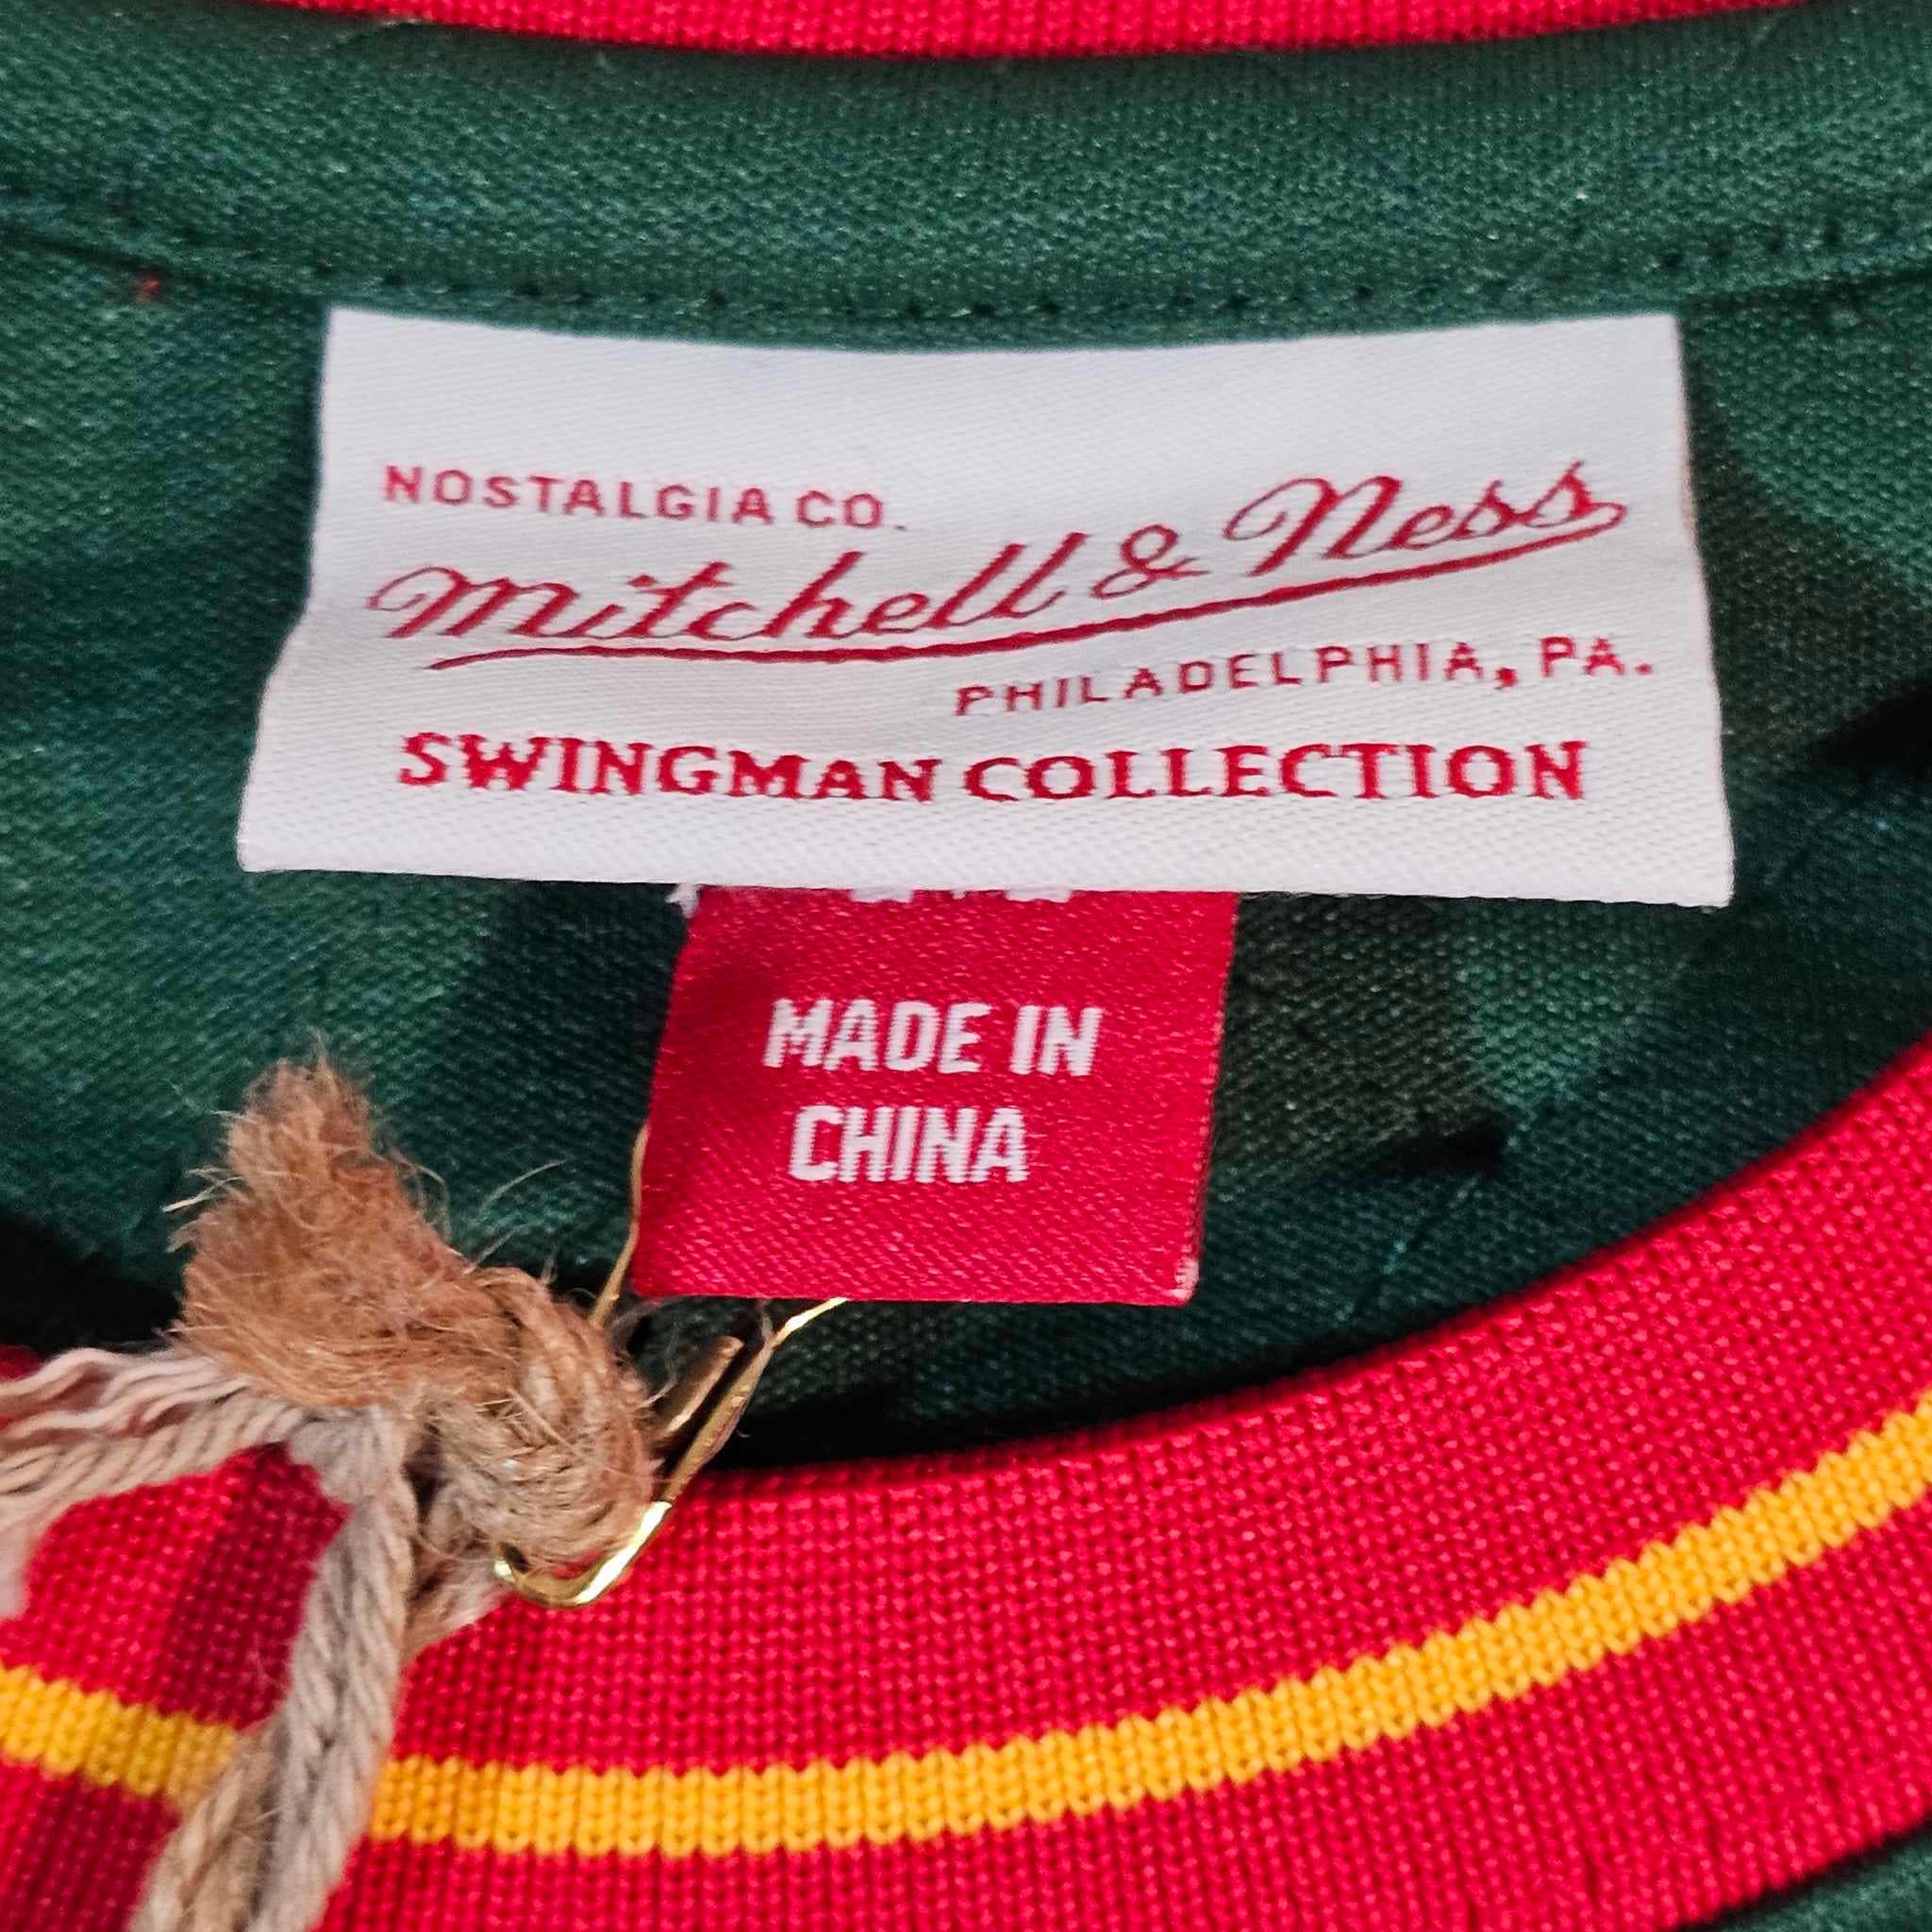 NOSTALGIA CO.
Mitchell & Ness
PHILADELPHIA, PA.
SWINGMAN COLLECTION
MADE IN
CHINA